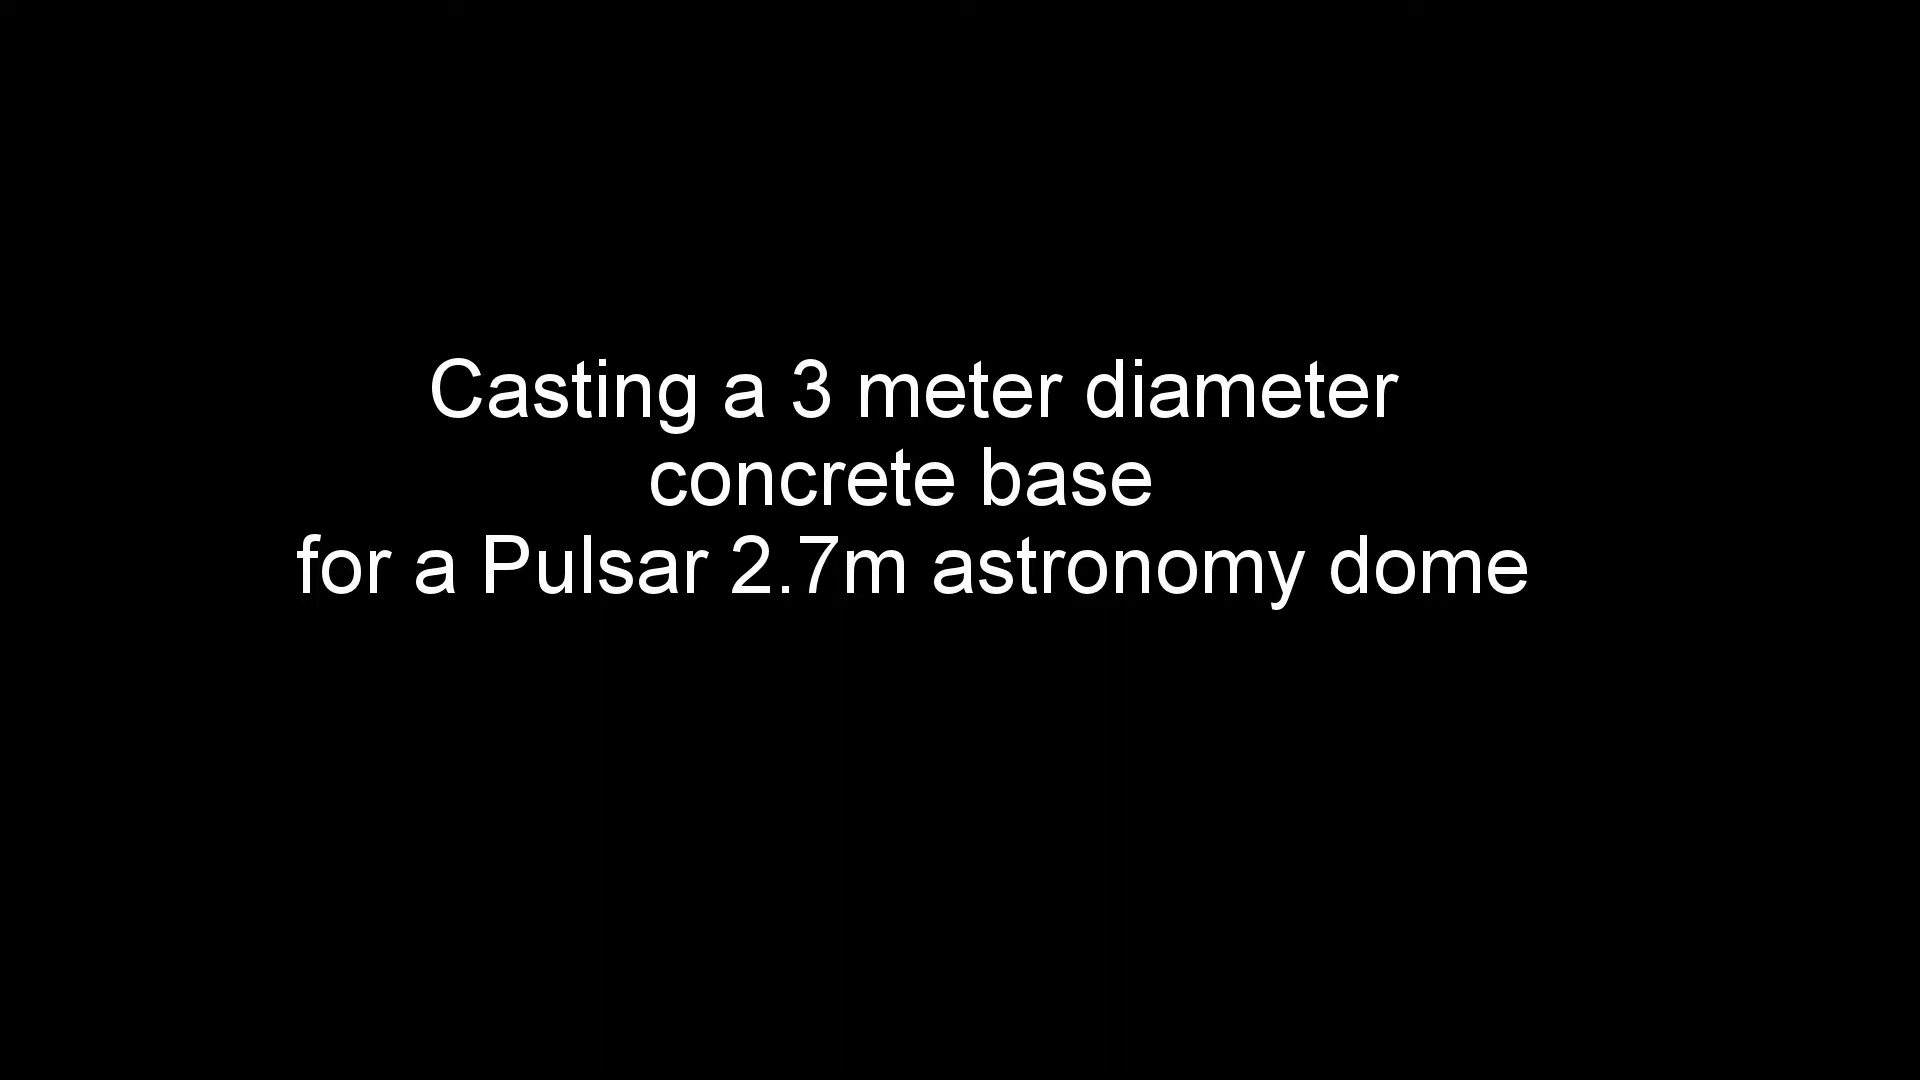 Casting a 3 meter diameter
concrete base
for a Pulsar 2.7m astronomy dome